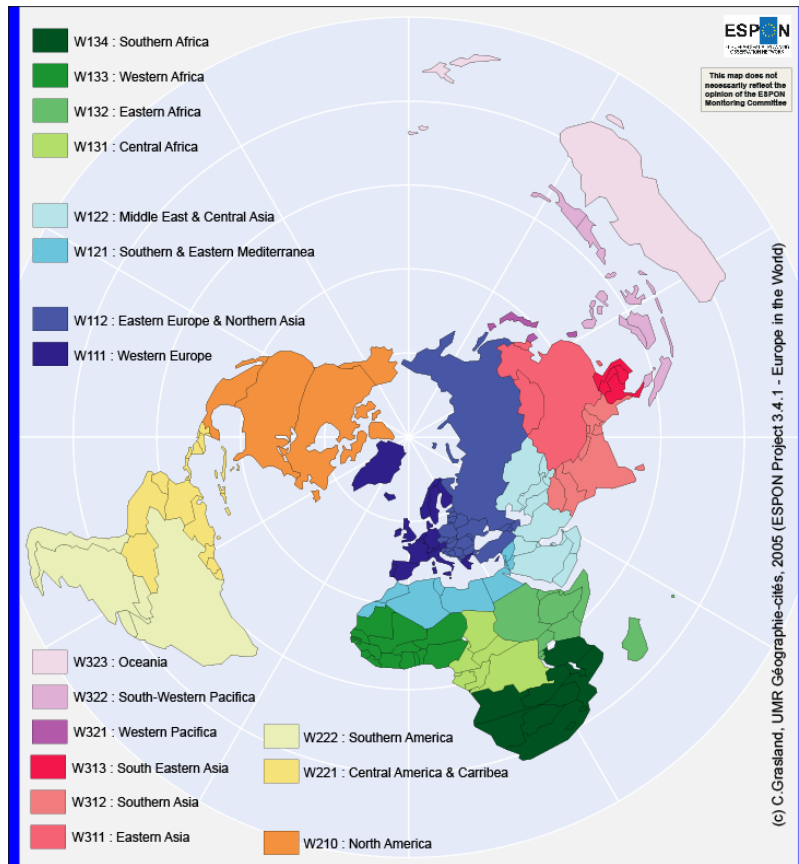 W134 : Southern Africa
W133 : Western Africa
W132 : Eastern Africa
W131 : Central Africa
W122 : Middle East & Central Asia
W121 : Southern & Eastern Mediterranea
W112 : Eastern Europe & Northern Asia
W111 : Western Europe
ESPON
This map does not
necessarily reflect the
opinion of the ESPON
Monitoring Committee
W323 : Oceania
W322 : South-Western Pacifica
W321 : Western Pacifica
W313 : South Eastern Asia
W312 : Southern Asia
W311 : Eastern Asia
W222 : Southern America
W221 : Central America & Carribea
W210 : North America
(c) C.Grasland, UMR Géographie-cités, 2005 (ESPON Project 3.4.1 - Europe in the World)